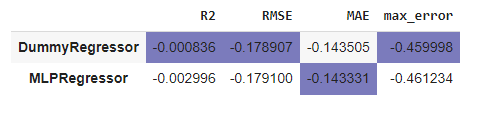 R2 RMSE MAE max_error
DummyRegressor -0.000836 -0.178907 -0.143505 -0.459998
MLPRegressor -0.002996 -0.179100 -0.143331 -0.461234